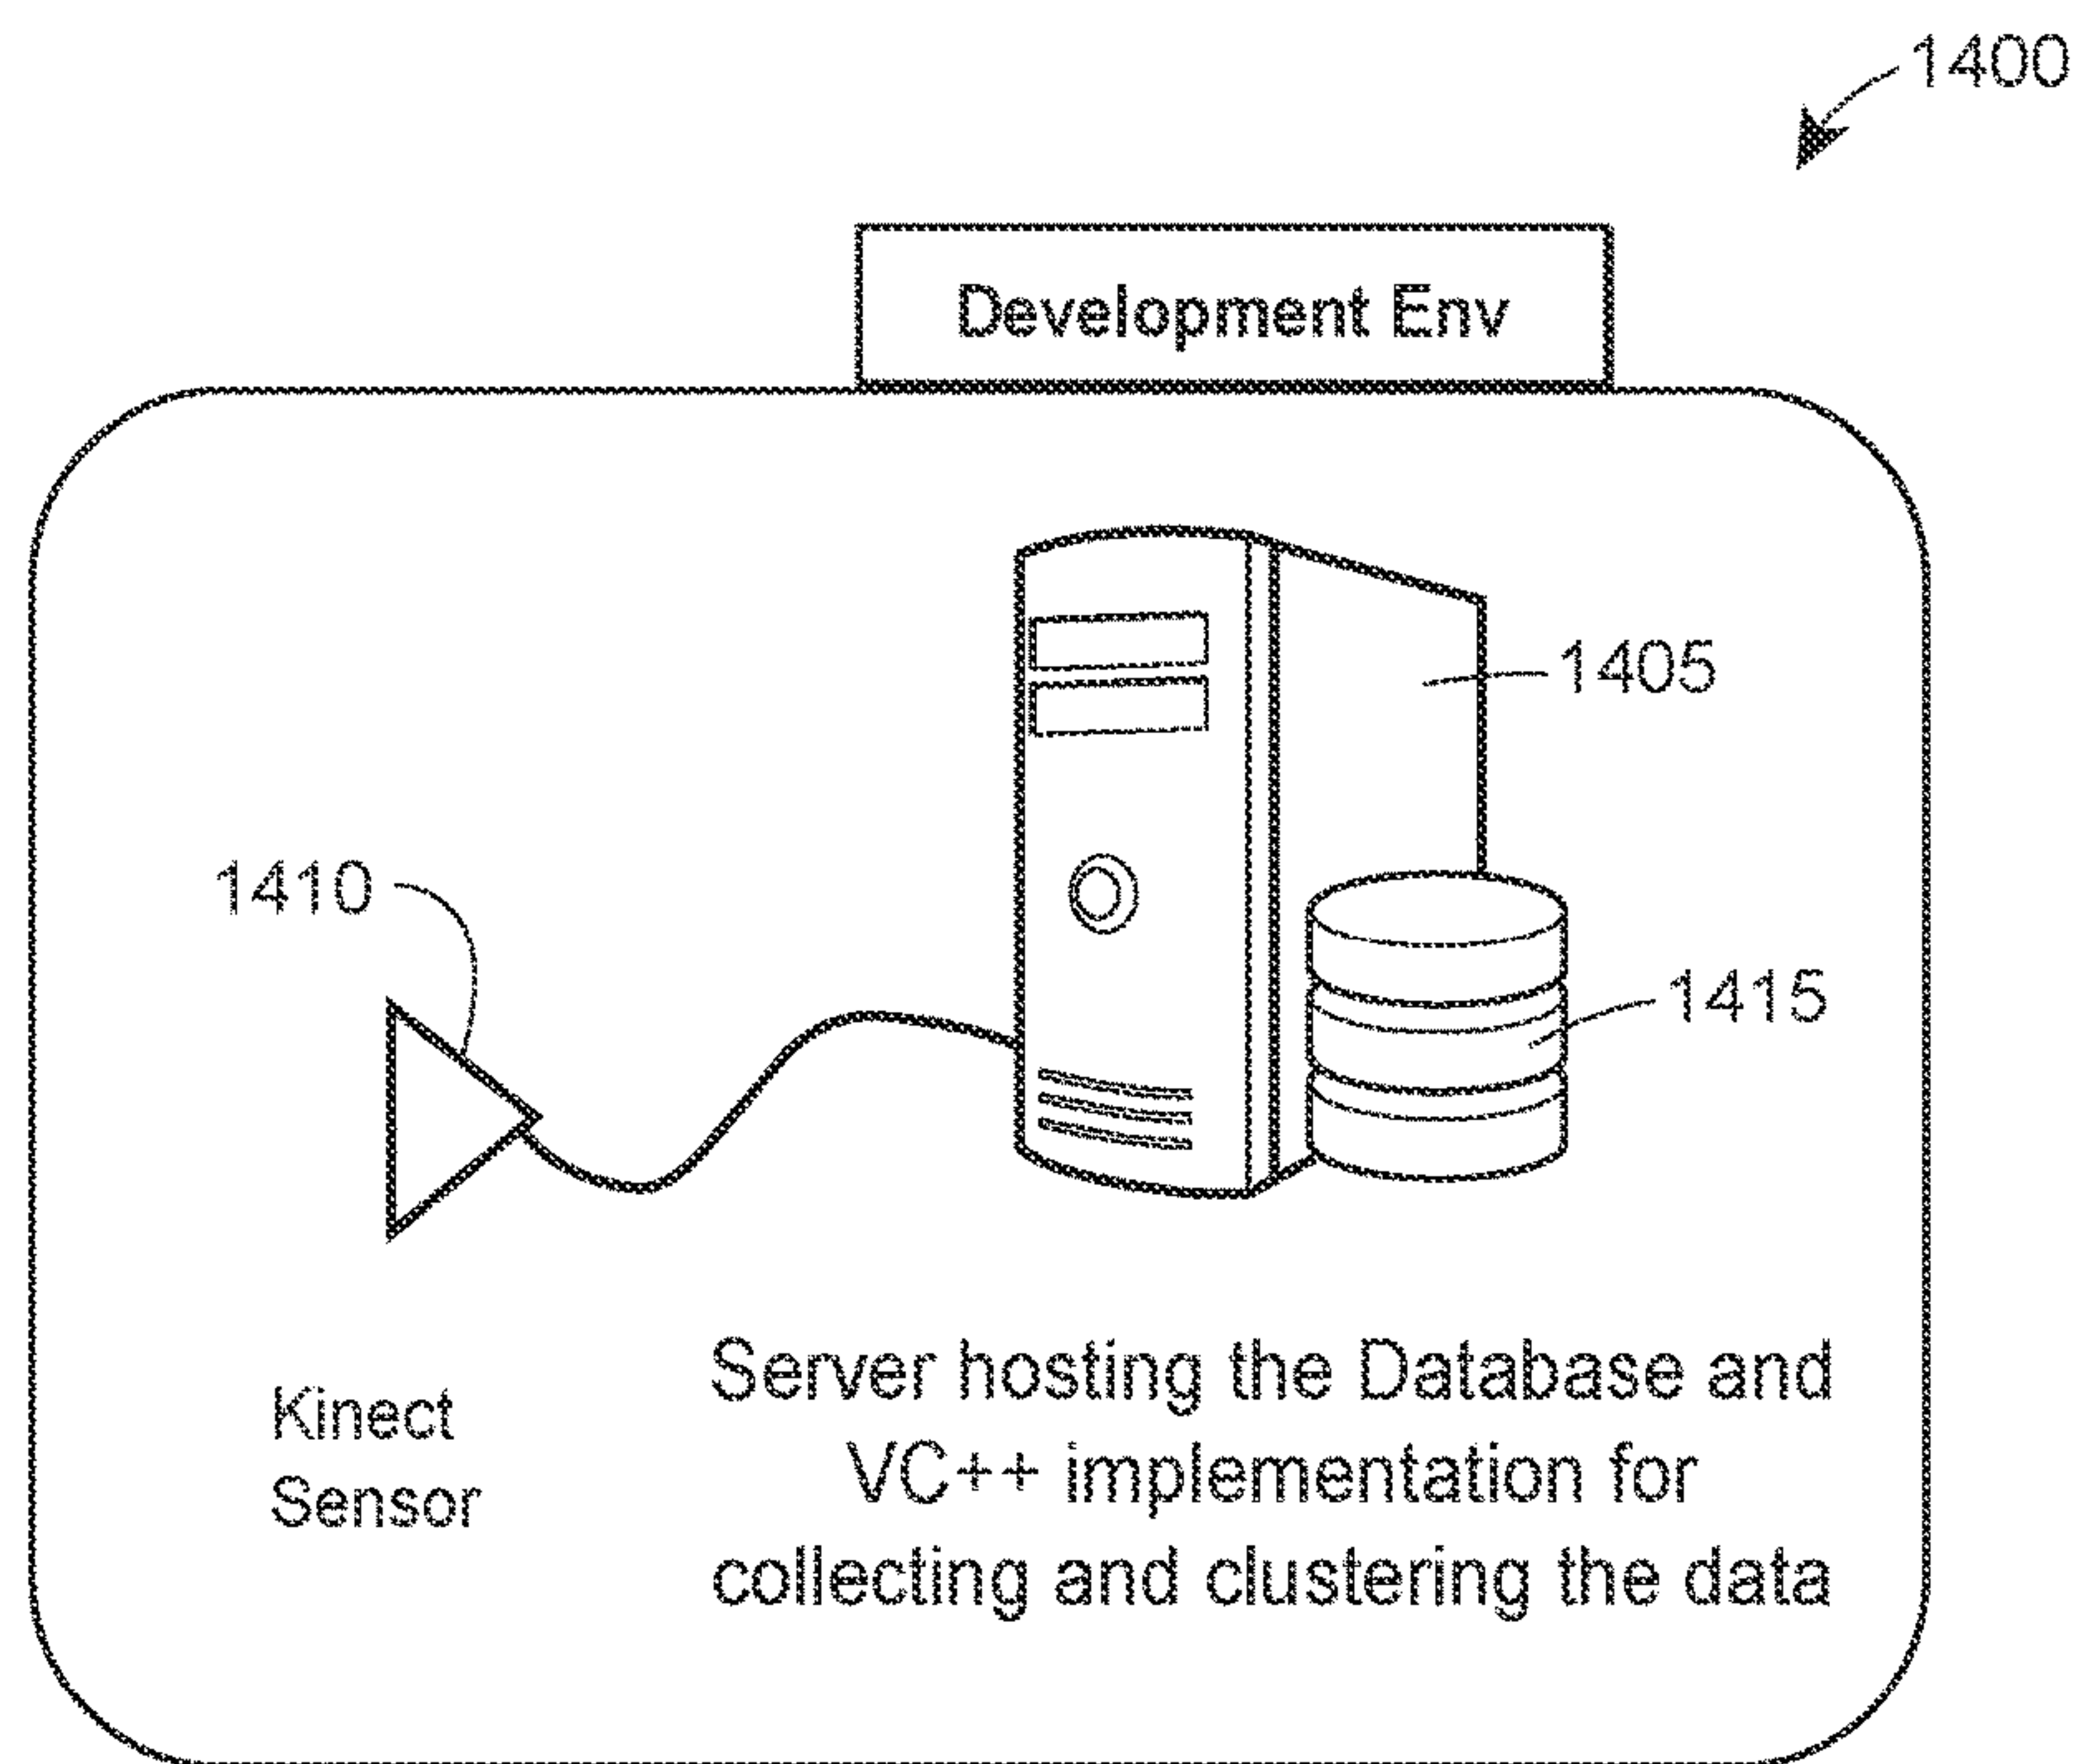 1400
Development Env
1405
1410
1415
Kinect
Sensor
Server hosting the Database and
VC++ implementation for
collecting and clustering the data